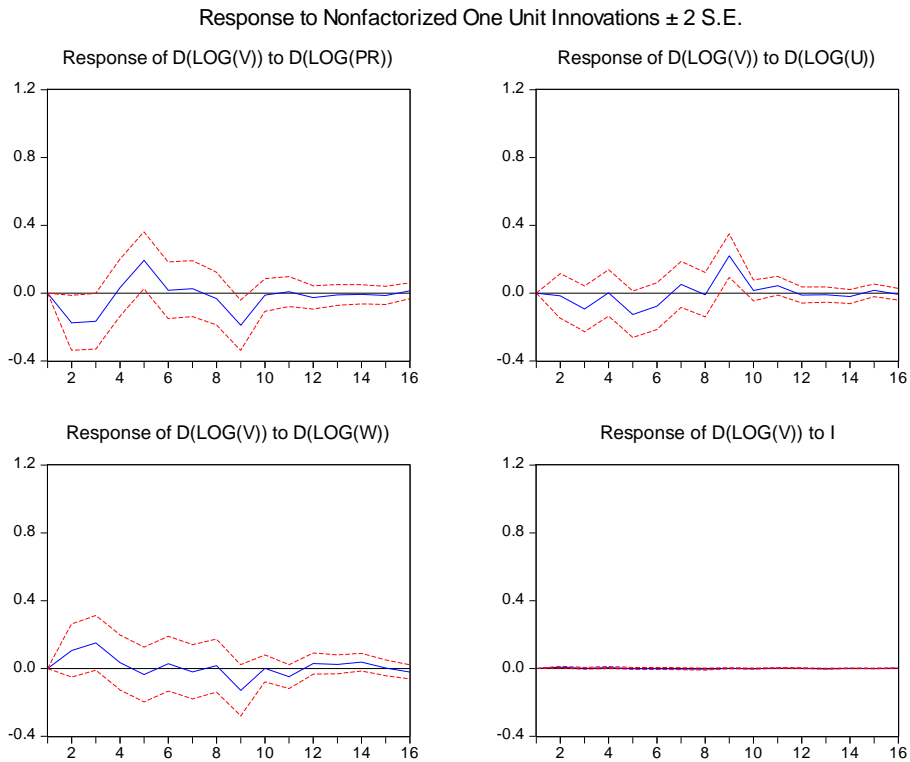 Response to Nonfactorized One Unit Innovations ± 2 S.E.
Response of D(LOG(V)) to D(LOG(PR))
1.2
0.8
0.4
0.0
-0.4
2 4 6 8 10 12 14 16
Response of D(LOG(V)) to D(LOG(U))
1.2
0.8
0.4
0.0
-0.4
2 4 6 8 10 12 14 16
Response of D(LOG(V)) to D(LOG(W))
1.2
0.8
0.4
0.0
-0.4
2 4 6 8 10 12 14 16
Response of D(LOG(V)) to I
1.2
0.8
0.4
0.0
-0.4
2 4 6 8 10 12 14 16